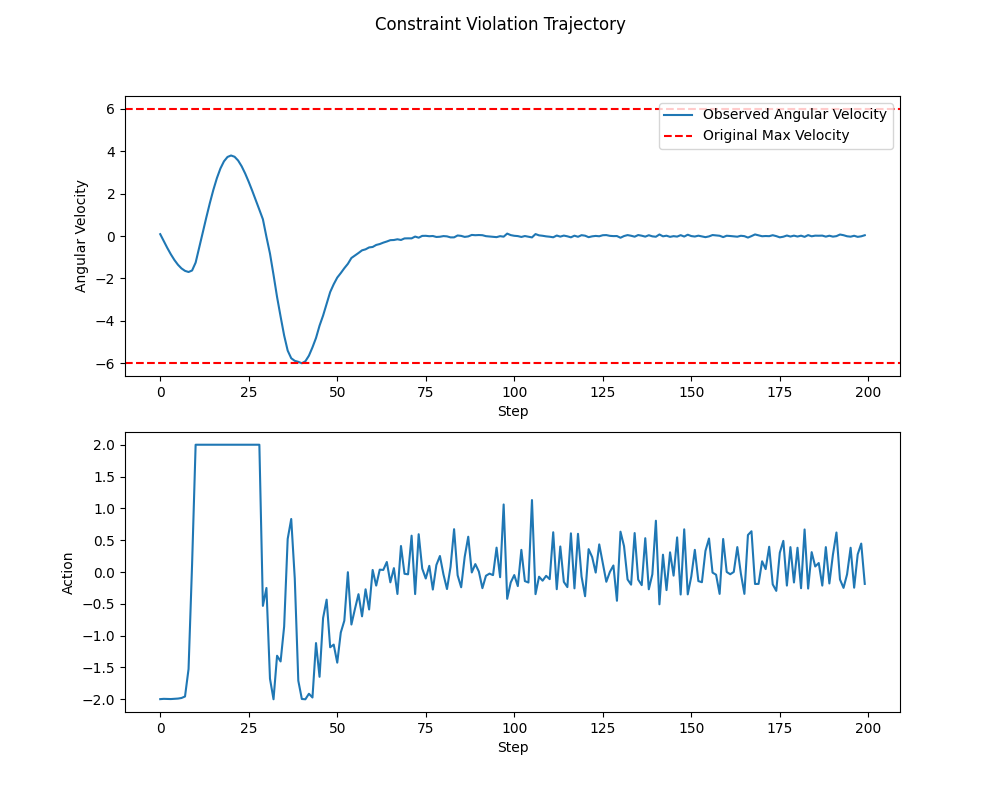 Constraint Violation Trajectory
6
4
2
0
−2
−4
−6
Angular Velocity
Observed Angular Velocity
Original Max Velocity
0 25 50 75 100 125 150 175 200
Step
2.0
1.5
1.0
0.5
0.0
−0.5
−1.0
−1.5
−2.0
Action
0 25 50 75 100 125 150 175 200
Step